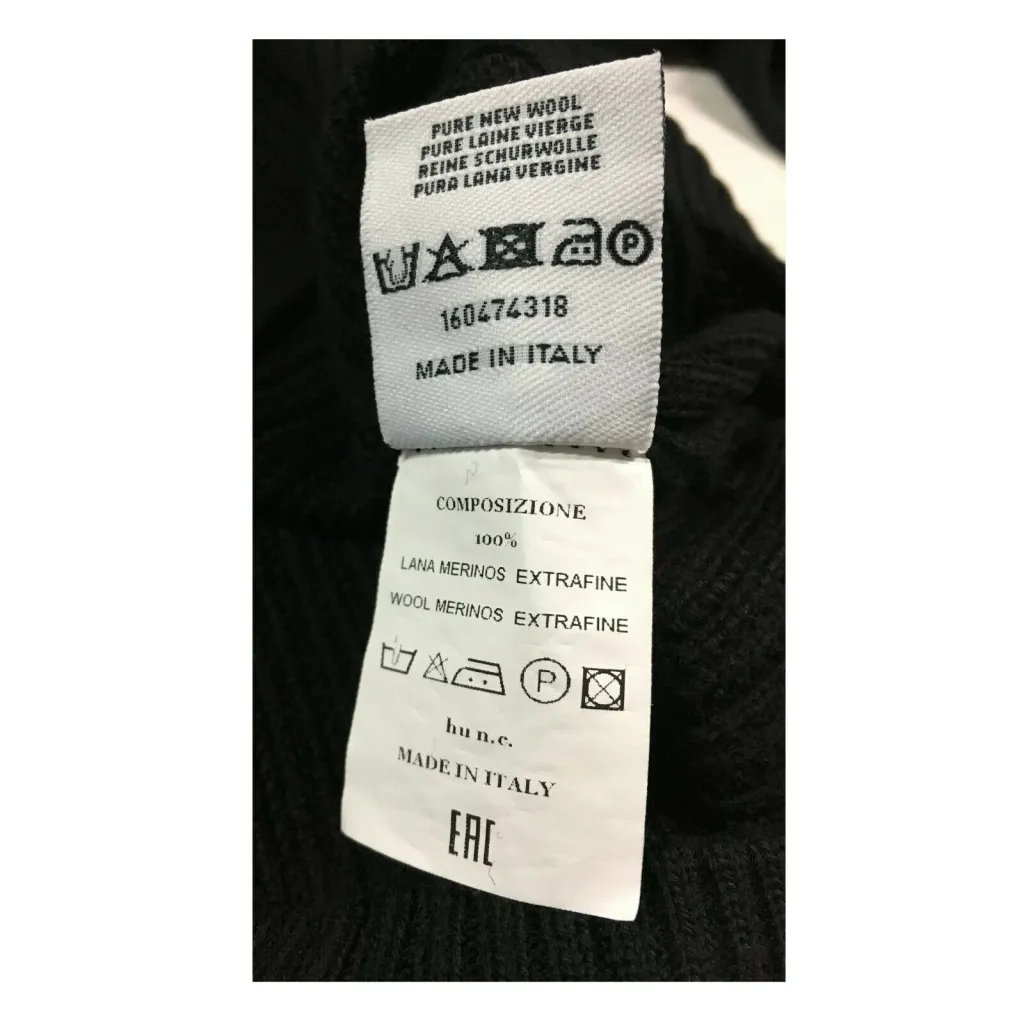 PURE NEW WOOL
PURE LAINE VIERGE
REINE SCHURWOLLE
PURA LANA VERGINE
P
160474318
MADE IN ITALY
COMPOSIZIONE
100%
LANA MERINOS EXTRAFINE
WOOL MERINOS EXTRAFINE
P
hu n.c.
MADE IN ITALY
EAC